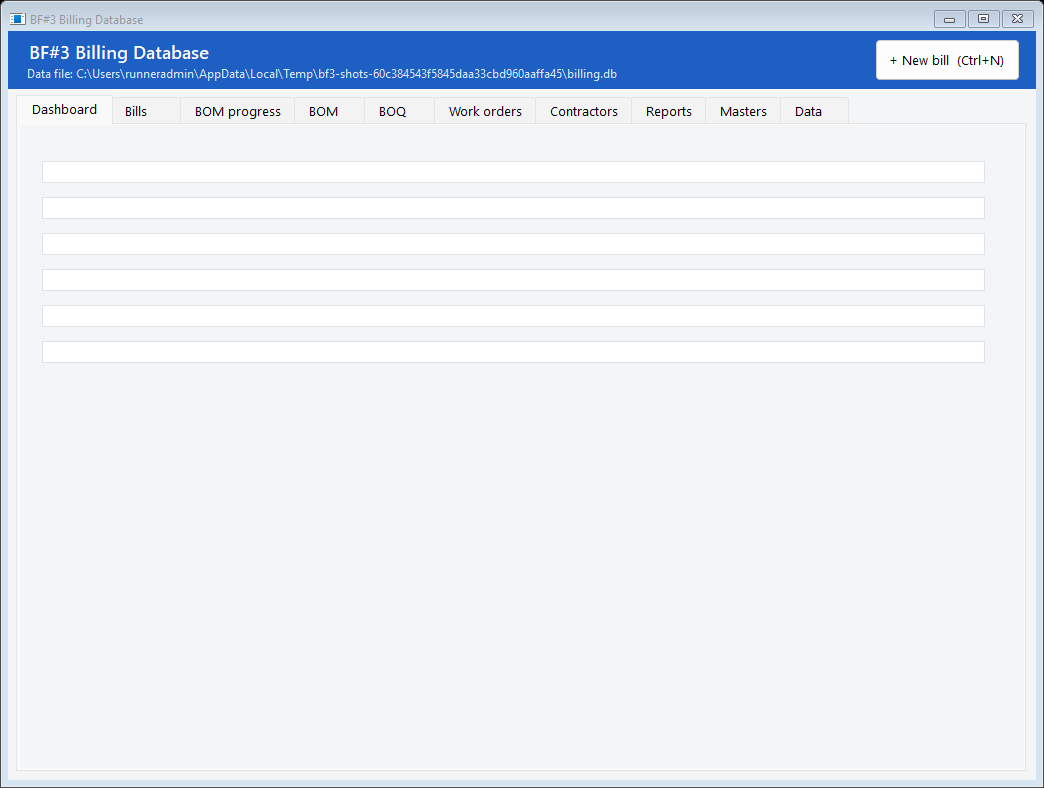 BF#3 Billing Database
BF#3 Billing Database
Data file: C:\Users\runneradmin\AppData\Local\Temp\bf3-shots-60c384543f5845daa33cbd960aaffa45\billing.db
+ New bill (Ctrl+N)
Dashboard Bills BOM progress BOM BOQ Work orders Contractors Reports Masters Data